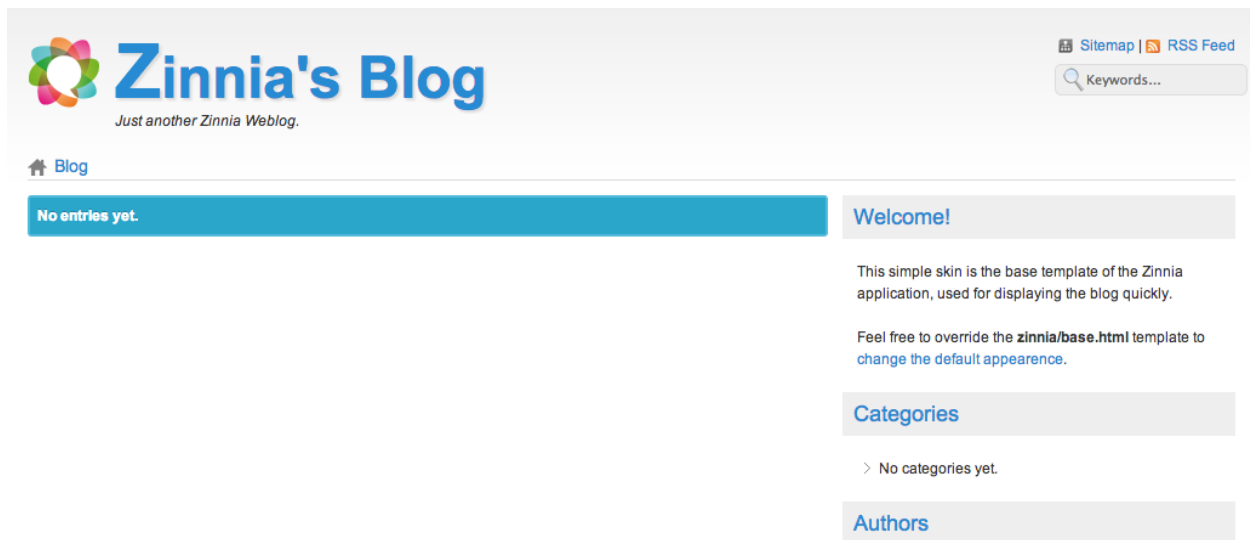 Zinnia's Blog
Just another Zinnia Weblog.
Sitemap | RSS Feed
Keywords...
Blog
No entries yet.
Welcome!
This simple skin is the base template of the Zinnia
application, used for displaying the blog quickly.
Feel free to override the zinnia/base.html template to
change the default appearence.
Categories
No categories yet.
Authors